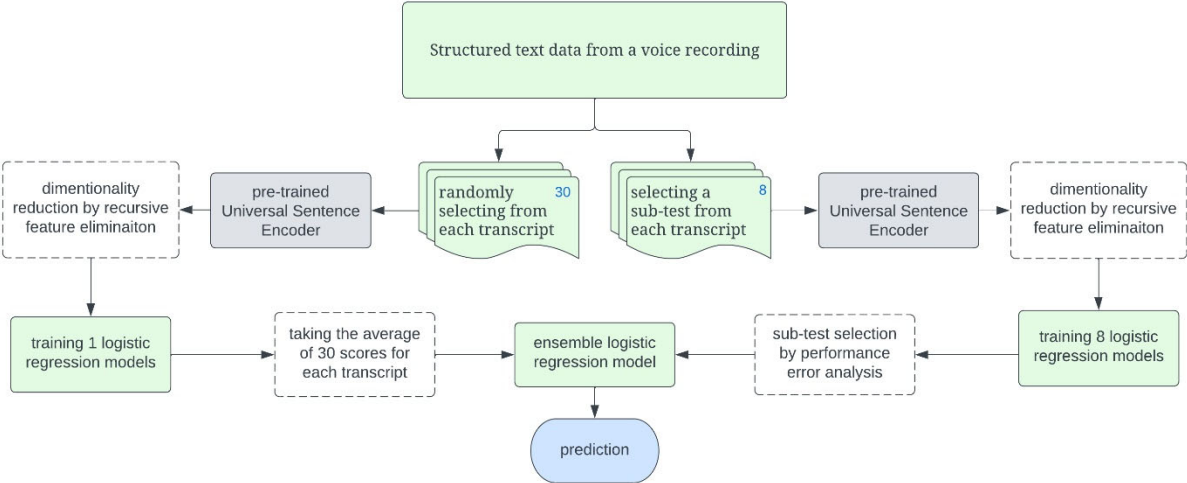 Structured text data from a voice recording
dimentionality
reduction by recursive
feature eliminaiton
pre-trained
Universal Sentence
Encoder
randomly
selecting from
each transcript
30
selecting a
sub-test from
each transcript
8
pre-trained
Universal Sentence
Encoder
dimentionality
reduction by recursive
feature eliminaiton
training 1 logistic
regression models
taking the average
of 30 scores for
each transcript
ensemble logistic
regression model
sub-test selection
by performance
error analysis
training 8 logistic
regression models
prediction